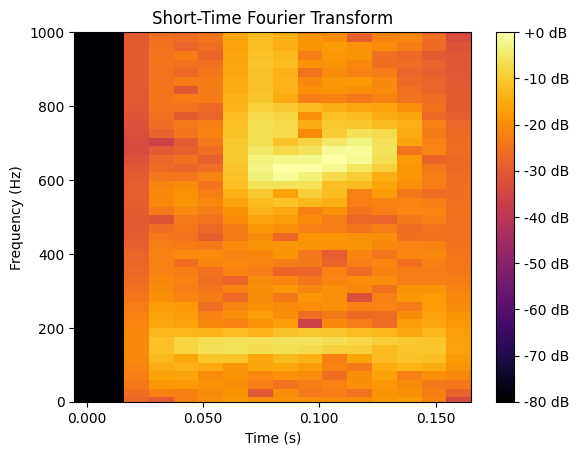 Short-Time Fourier Transform
1000
800
600
400
200
0
Frequency (Hz)
0.000
0.050
0.100
0.150
Time (s)
+0 dB
-10 dB
-20 dB
-30 dB
-40 dB
-50 dB
-60 dB
-70 dB
-80 dB